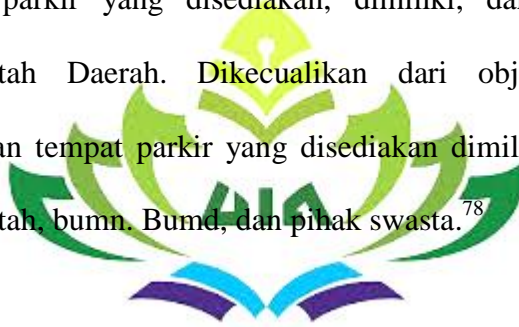 parkir yang disediakan, dimiliki, da
tah Daerah. Dikecualikan dari obj
an tempat parkir yang disediakan dimil
tah, bumn. Bumd, dan pihak swasta.78